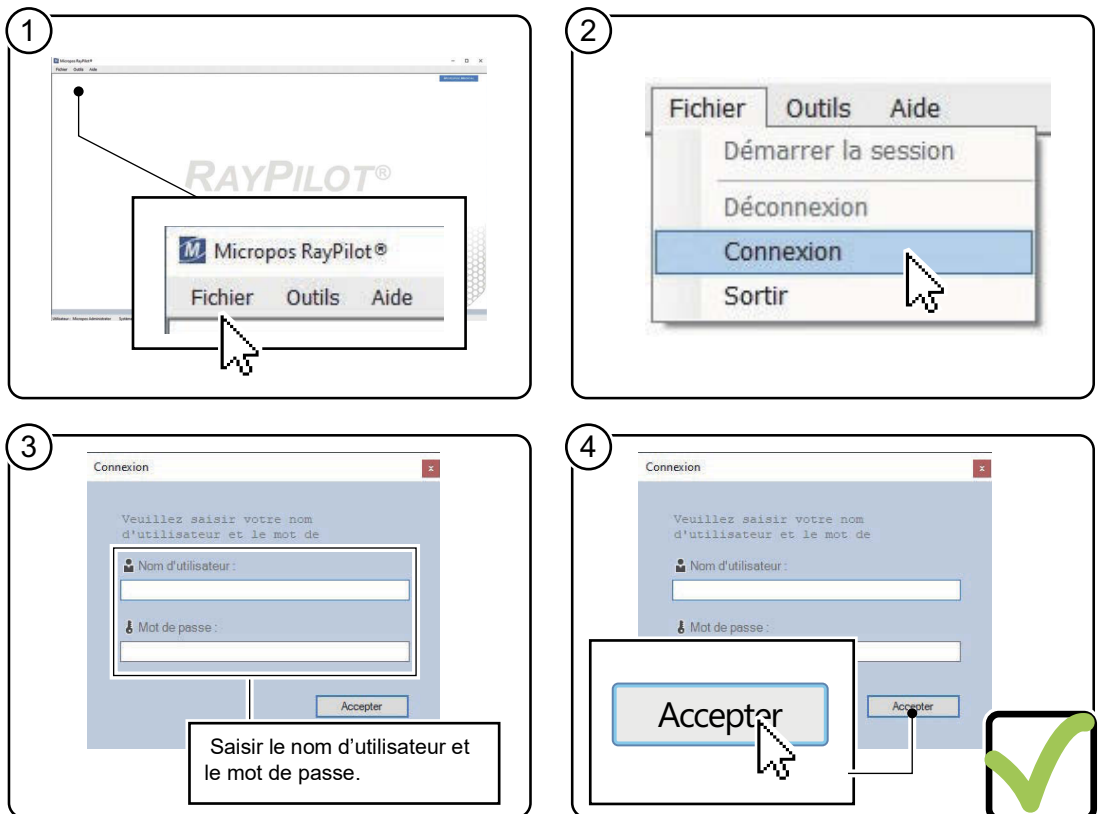 1
Micropos RayPilot®
Fichier Outils Aide
RAYPILOT®
Micropos RayPilot®
Fichier Outils Aide
2
Fichier Outils Aide
Démarrer la session
Déconnexion
Connexion
Sortir
3
Connexion
x
Veuillez saisir votre nom
d'utilisateur et le mot de
Nom d'utilisateur :
Mot de passe :
Accepter
Saisir le nom d’utilisateur et
le mot de passe.
4
Connexion
x
Veuillez saisir votre nom
d'utilisateur et le mot de
Nom d'utilisateur :
Mot de passe :
Accepter
Accepter